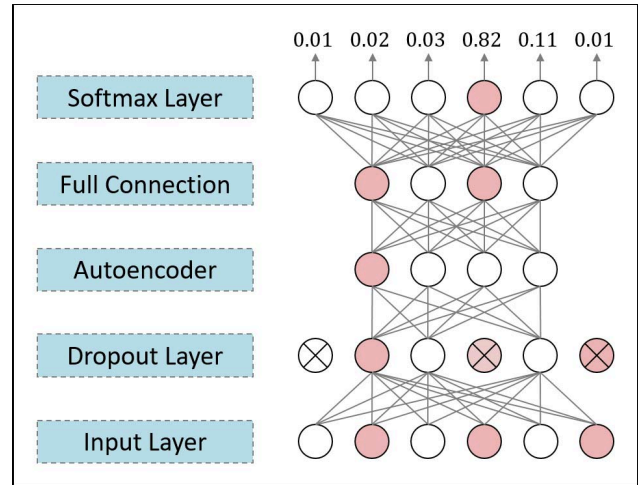 0.01 0.02 0.03 0.82 0.11 0.01
Softmax Layer
Full Connection
Autoencoder
Dropout Layer
Input Layer